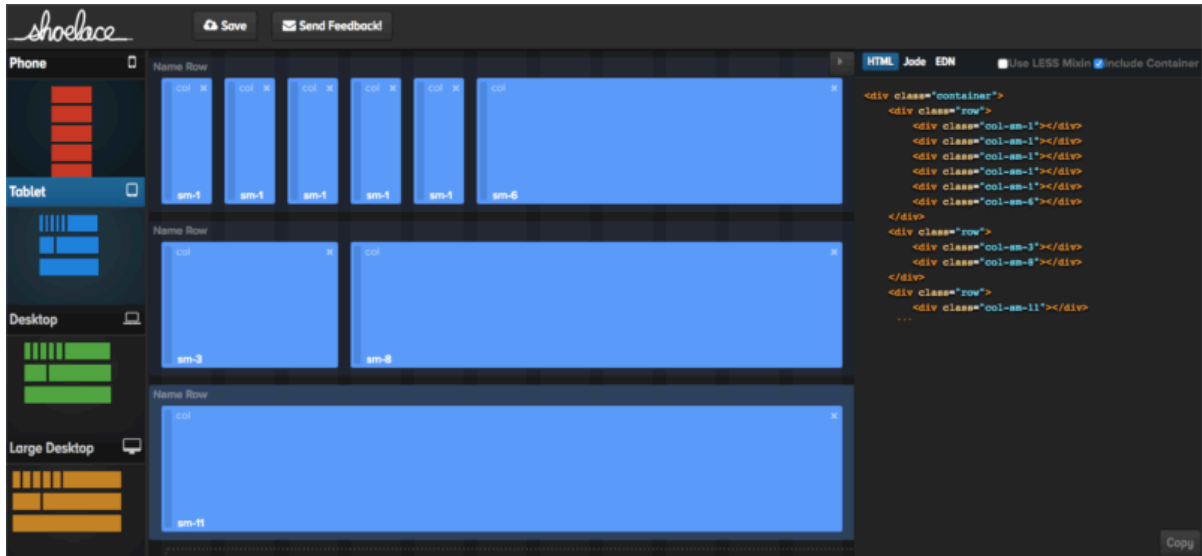 shoelace
Save
Send Feedback!
Phone
Tablet
Desktop
Large Desktop
Name Row
col × col × col × col × col × col ×
sm-1 sm-1 sm-1 sm-1 sm-1 sm-6
Name Row
col × col ×
sm-3 sm-8
Name Row
col ×
sm-11
HTML Jade EDN Use LESS Mixin Include Container
<div class="container">
<div class="row">
<div class="col-sm-1"></div>
<div class="col-sm-1"></div>
<div class="col-sm-1"></div>
<div class="col-sm-1"></div>
<div class="col-sm-1"></div>
<div class="col-sm-6"></div>
</div>
<div class="row">
<div class="col-sm-3"></div>
<div class="col-sm-8"></div>
</div>
<div class="row">
<div class="col-sm-11"></div>
Copy